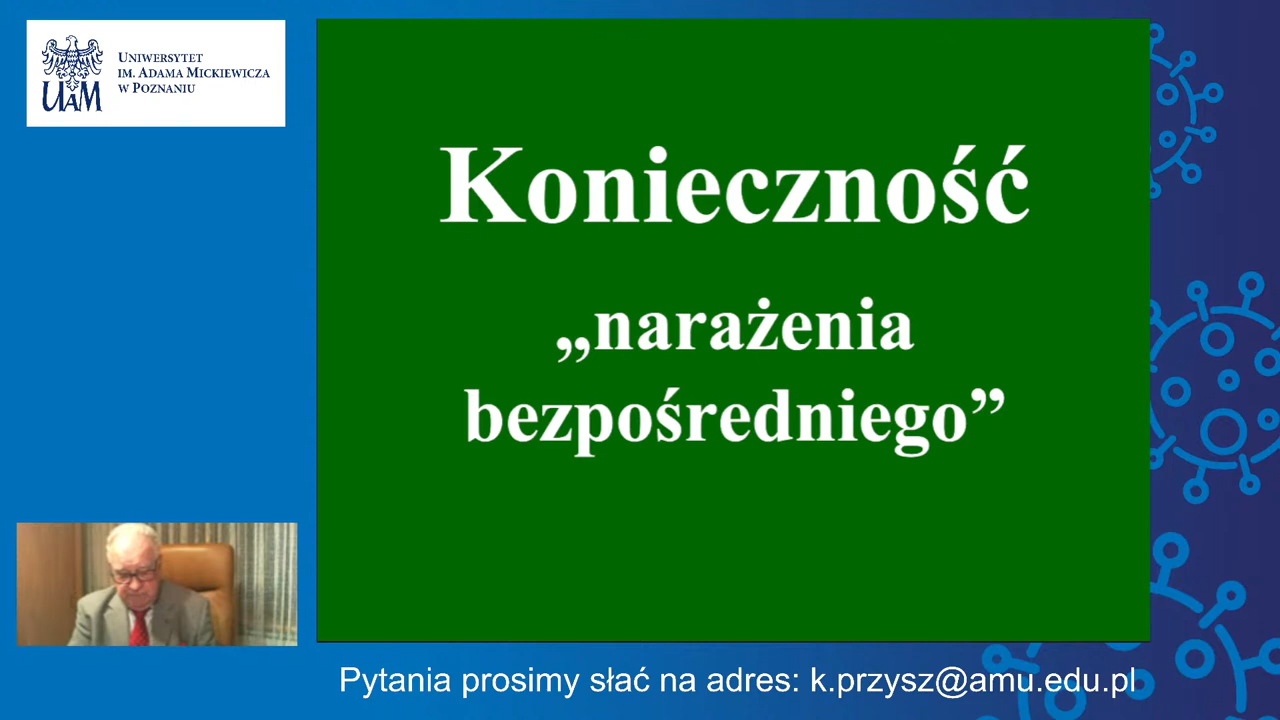 UNIWERSYTET
IM. ADAMA MICKIEWICZA
W POZNANIU
UAM
Konieczność
„narażenia
bezpośredniego”
Pytania prosimy słać na adres: k.przysz@amu.edu.pl